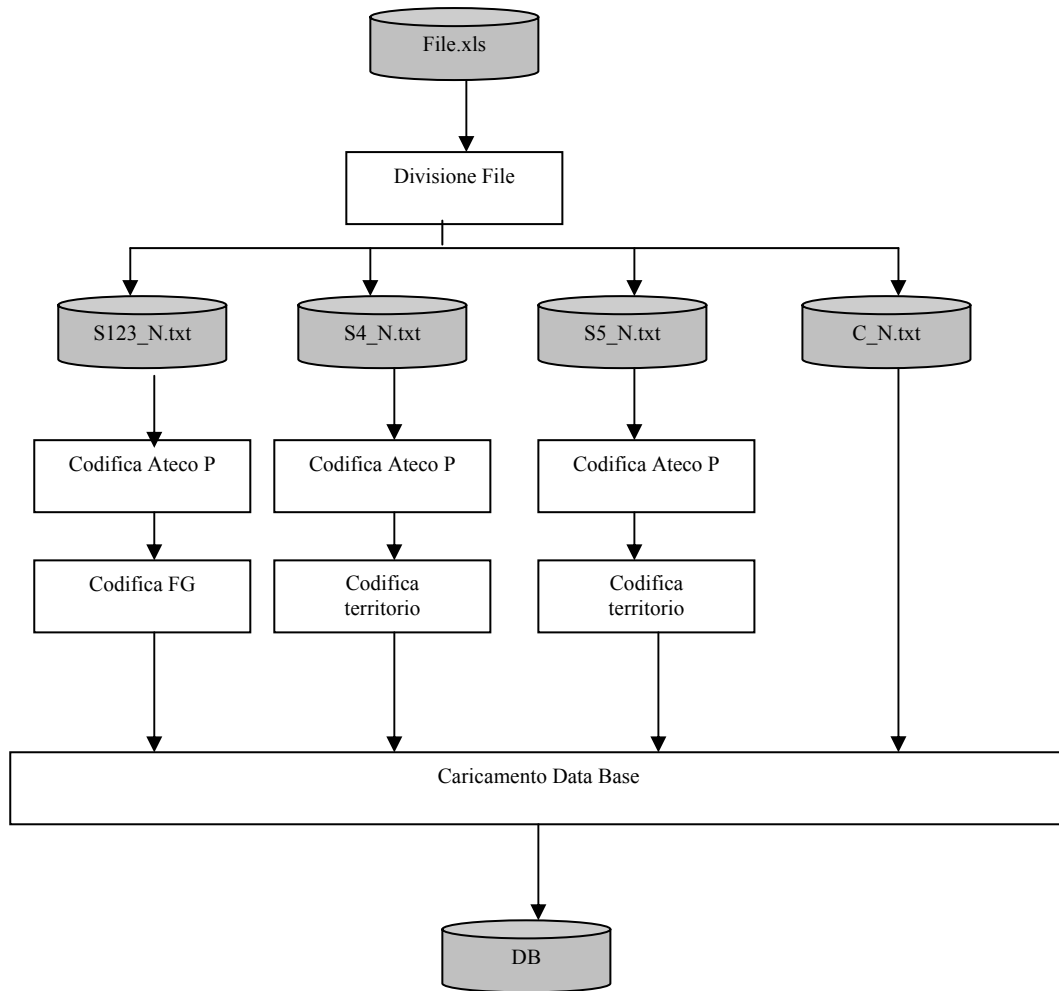 File.xls
Divisione File
S123_N.txt
S4_N.txt
S5_N.txt
C_N.txt
Codifica Ateco P
Codifica Ateco P
Codifica Ateco P
Codifica FG
Codifica
territorio
Codifica
territorio
Caricamento Data Base
DB